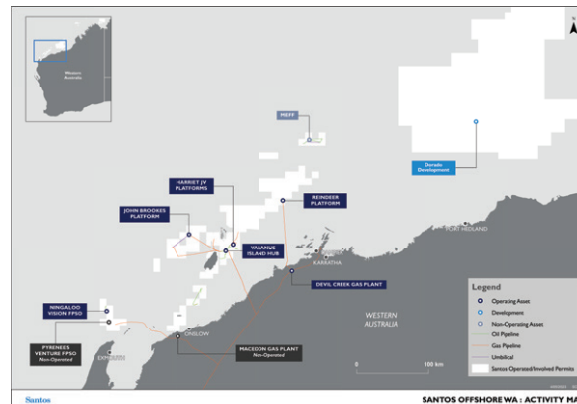 Western
Australia
N
MEFF
Dorado
Development
HARRIET JV
PLATFORMS
REINDEER
PLATFORM
JOHN BROOKES
PLATFORM
PORT HEDLAND
VARANUS
ISLAND HUB
KARRATHA
DEVIL CREEK GAS PLANT
NINGALOO
VISION FPSO
PYRENEES
VENTURE FPSO
Non-Operated
ONSLOW
MACEDON GAS PLANT
Non-Operated
EXMOUTH
WESTERN
AUSTRALIA
Legend
Operating Asset
Development
Non-Operating Asset
Oil Pipeline
Gas Pipeline
Umbilical
Santos Operated/Involved Permits
0
100 km
Santos
SANTOS OFFSHORE WA : ACTIVITY MA